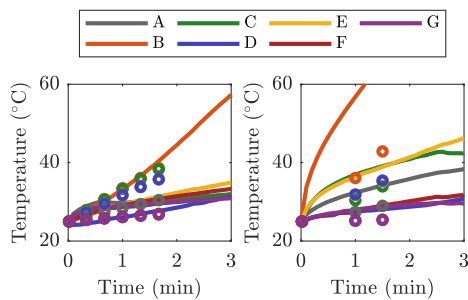 A C E G
B D F
60 60
Temperature (°C) Temperature (°C)
40 40
20 20
0 1 2 3 0 1 2 3
Time (min) Time (min)